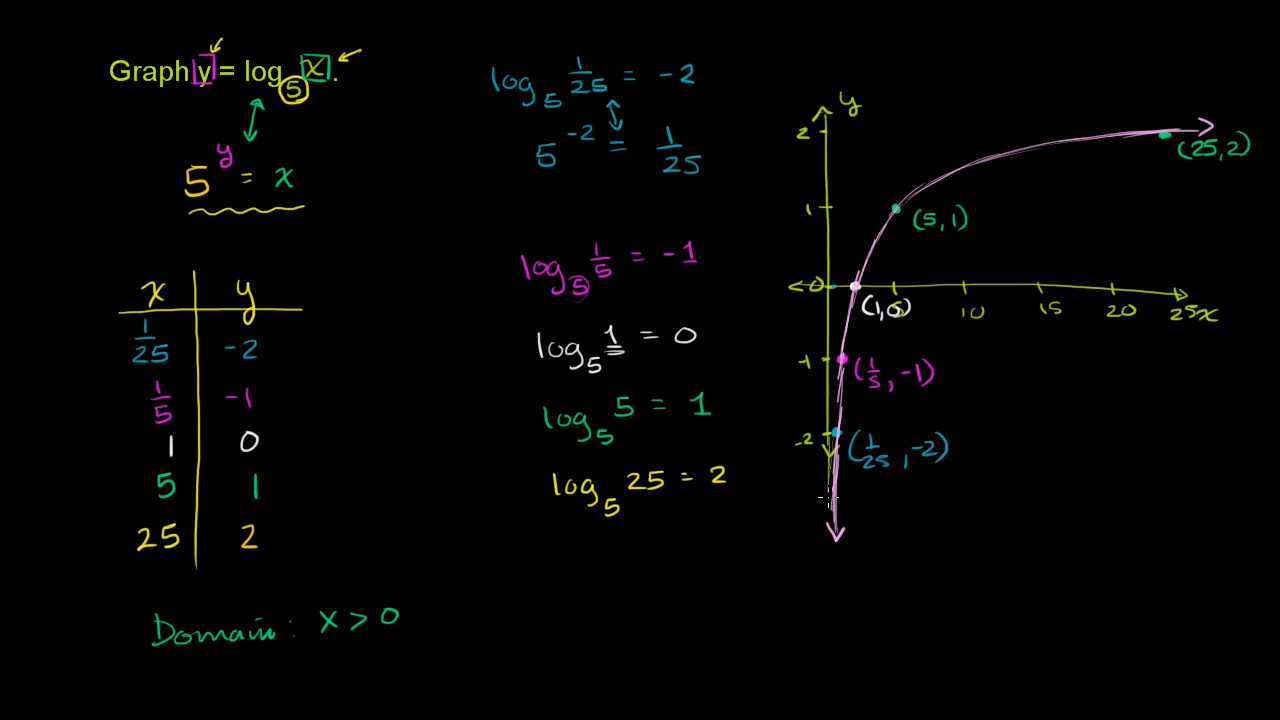 Graph y = log₅ x.
5^y = x
x y
1/25 -2
1/5 -1
1 0
5 1
25 2
Domain: x > 0
log₅ 1/25 = -2
5^-2 = 1/25
log₅ 1/5 = -1
log₅ 1 = 0
log₅ 5 = 1
log₅ 25 = 2
y
2
(25,2)
1
(5,1)
0
(1,0)
5 10 15 20 25 x
-1
(1/5, -1)
-2
(1/25, -2)